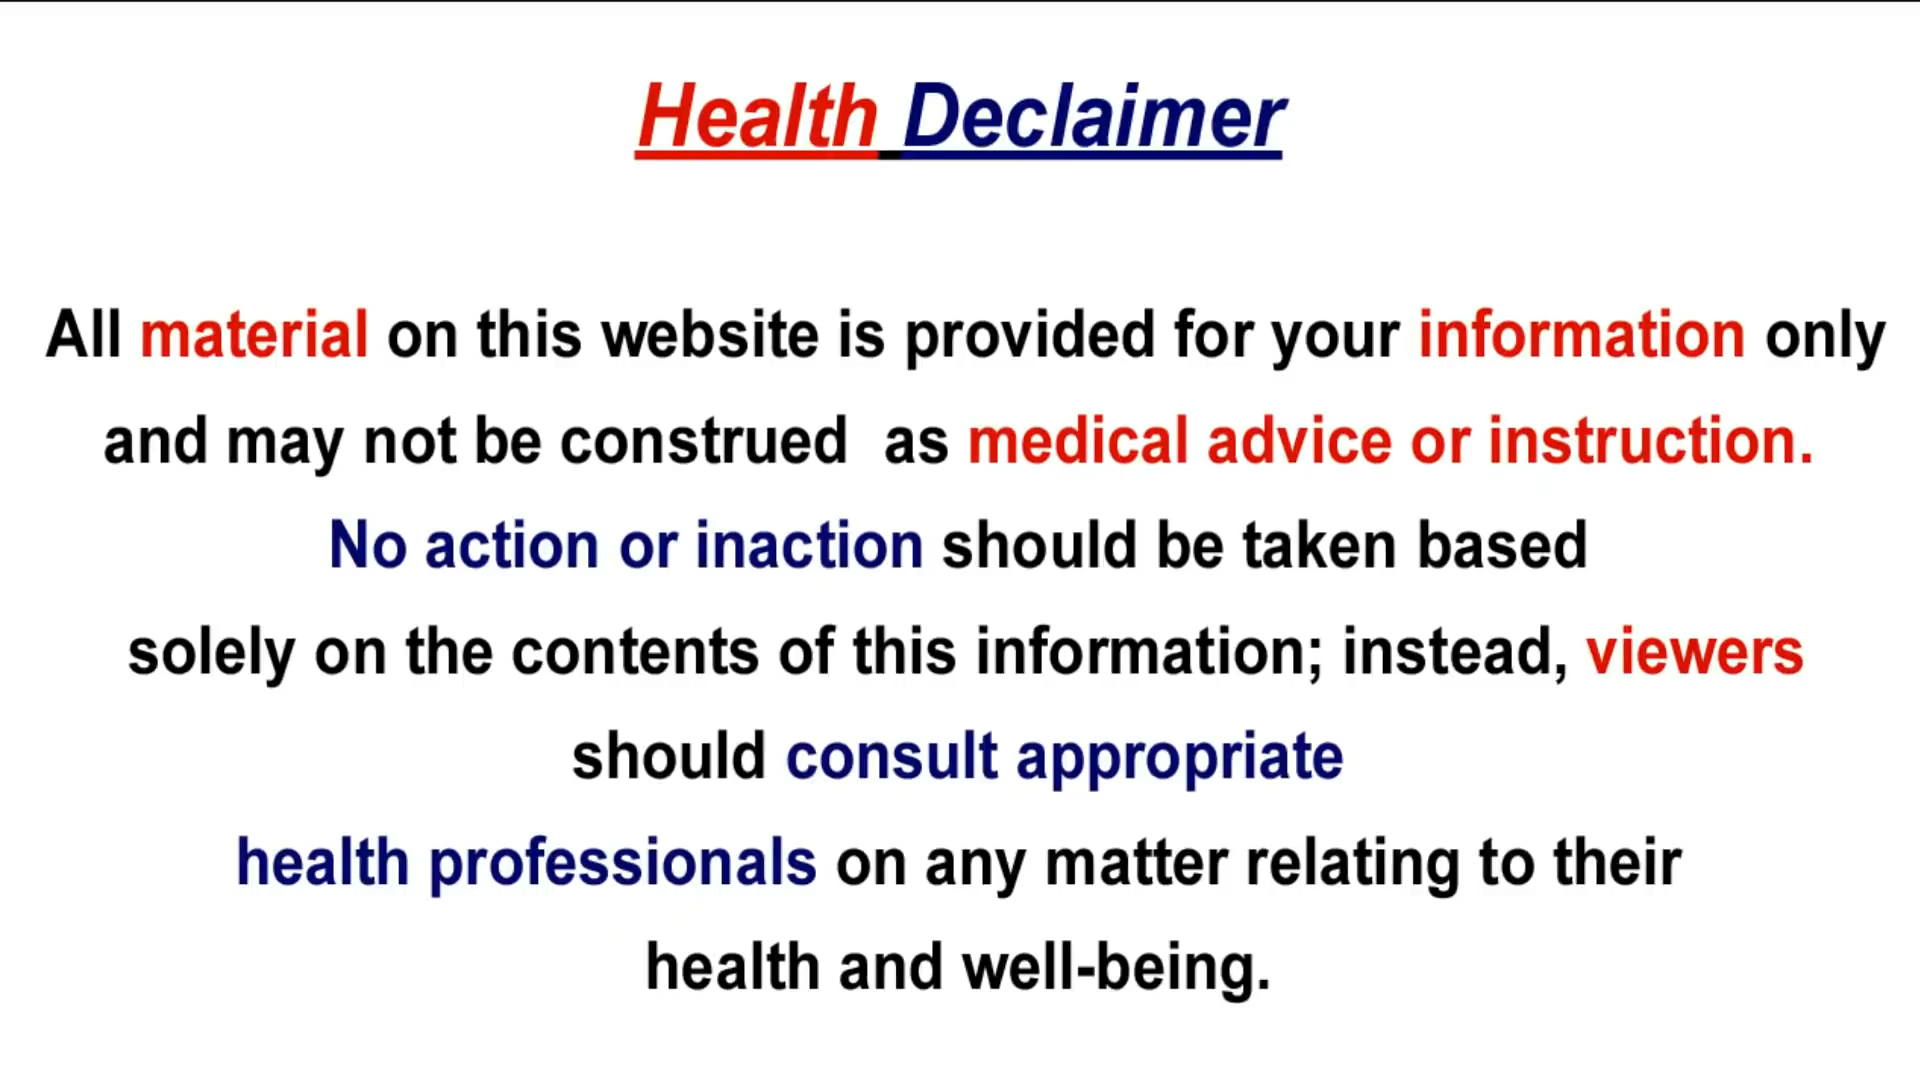 Health Declaimer
All material on this website is provided for your information only
and may not be construed  as medical advice or instruction.
No action or inaction should be taken based
solely on the contents of this information; instead, viewers
should consult appropriate
health professionals on any matter relating to their
health and well-being.